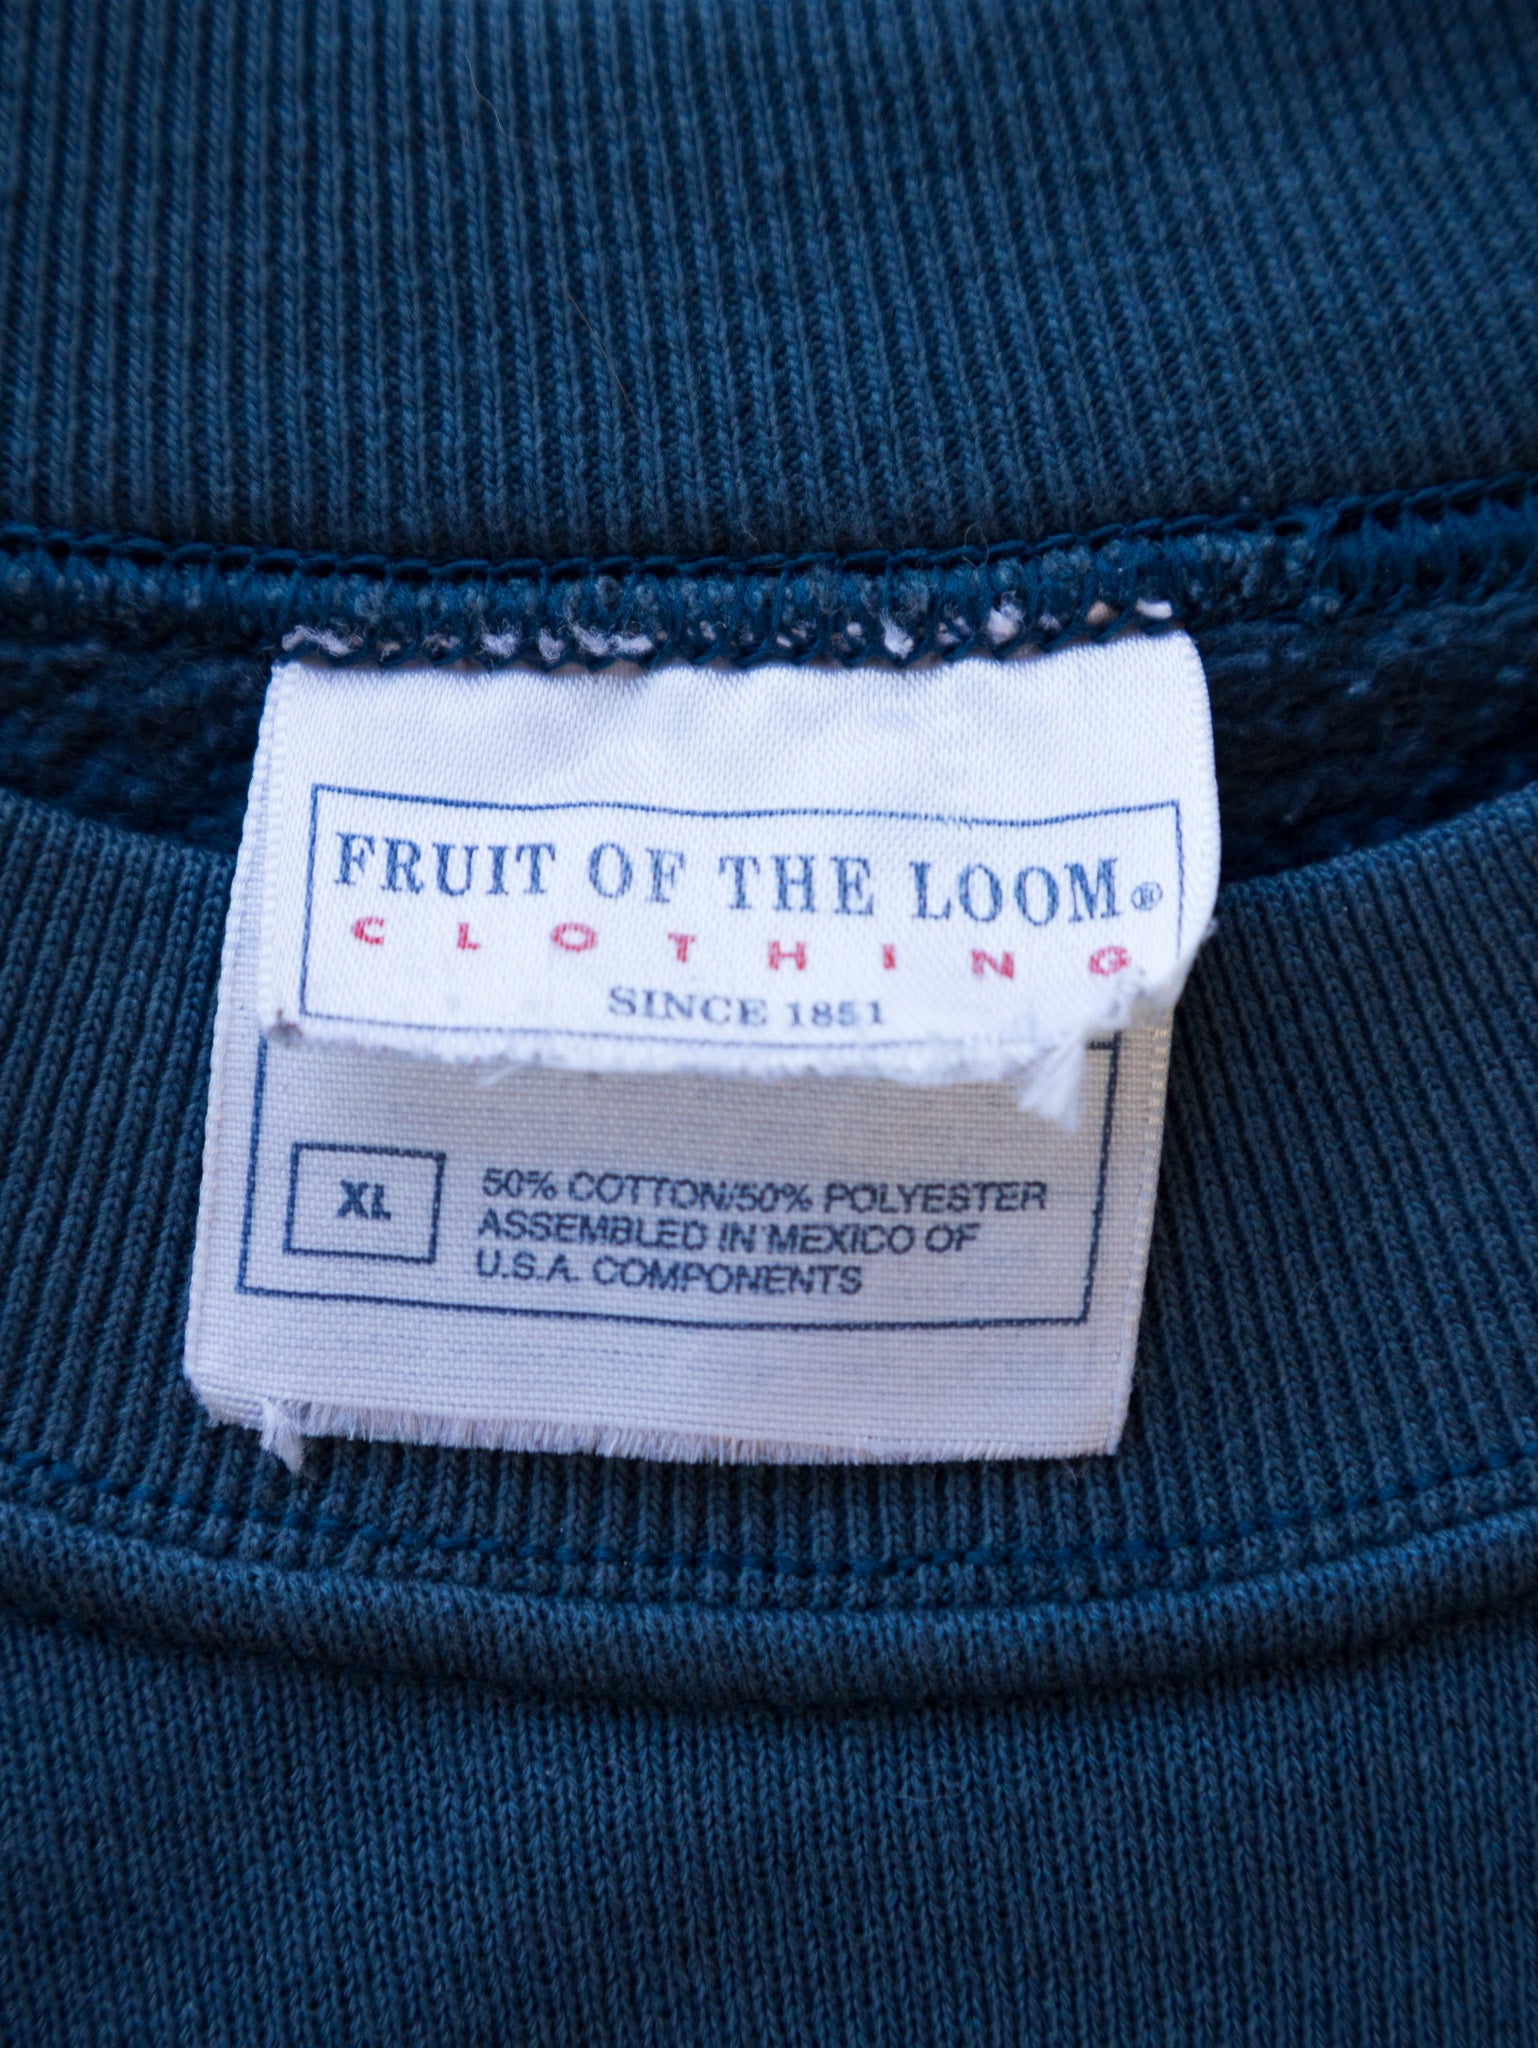 FRUIT OF THE LOOM®
CLOTHING
SINCE 1851
XL
50% COTTON/50% POLYESTER
ASSEMBLED IN MEXICO OF
U.S.A. COMPONENTS